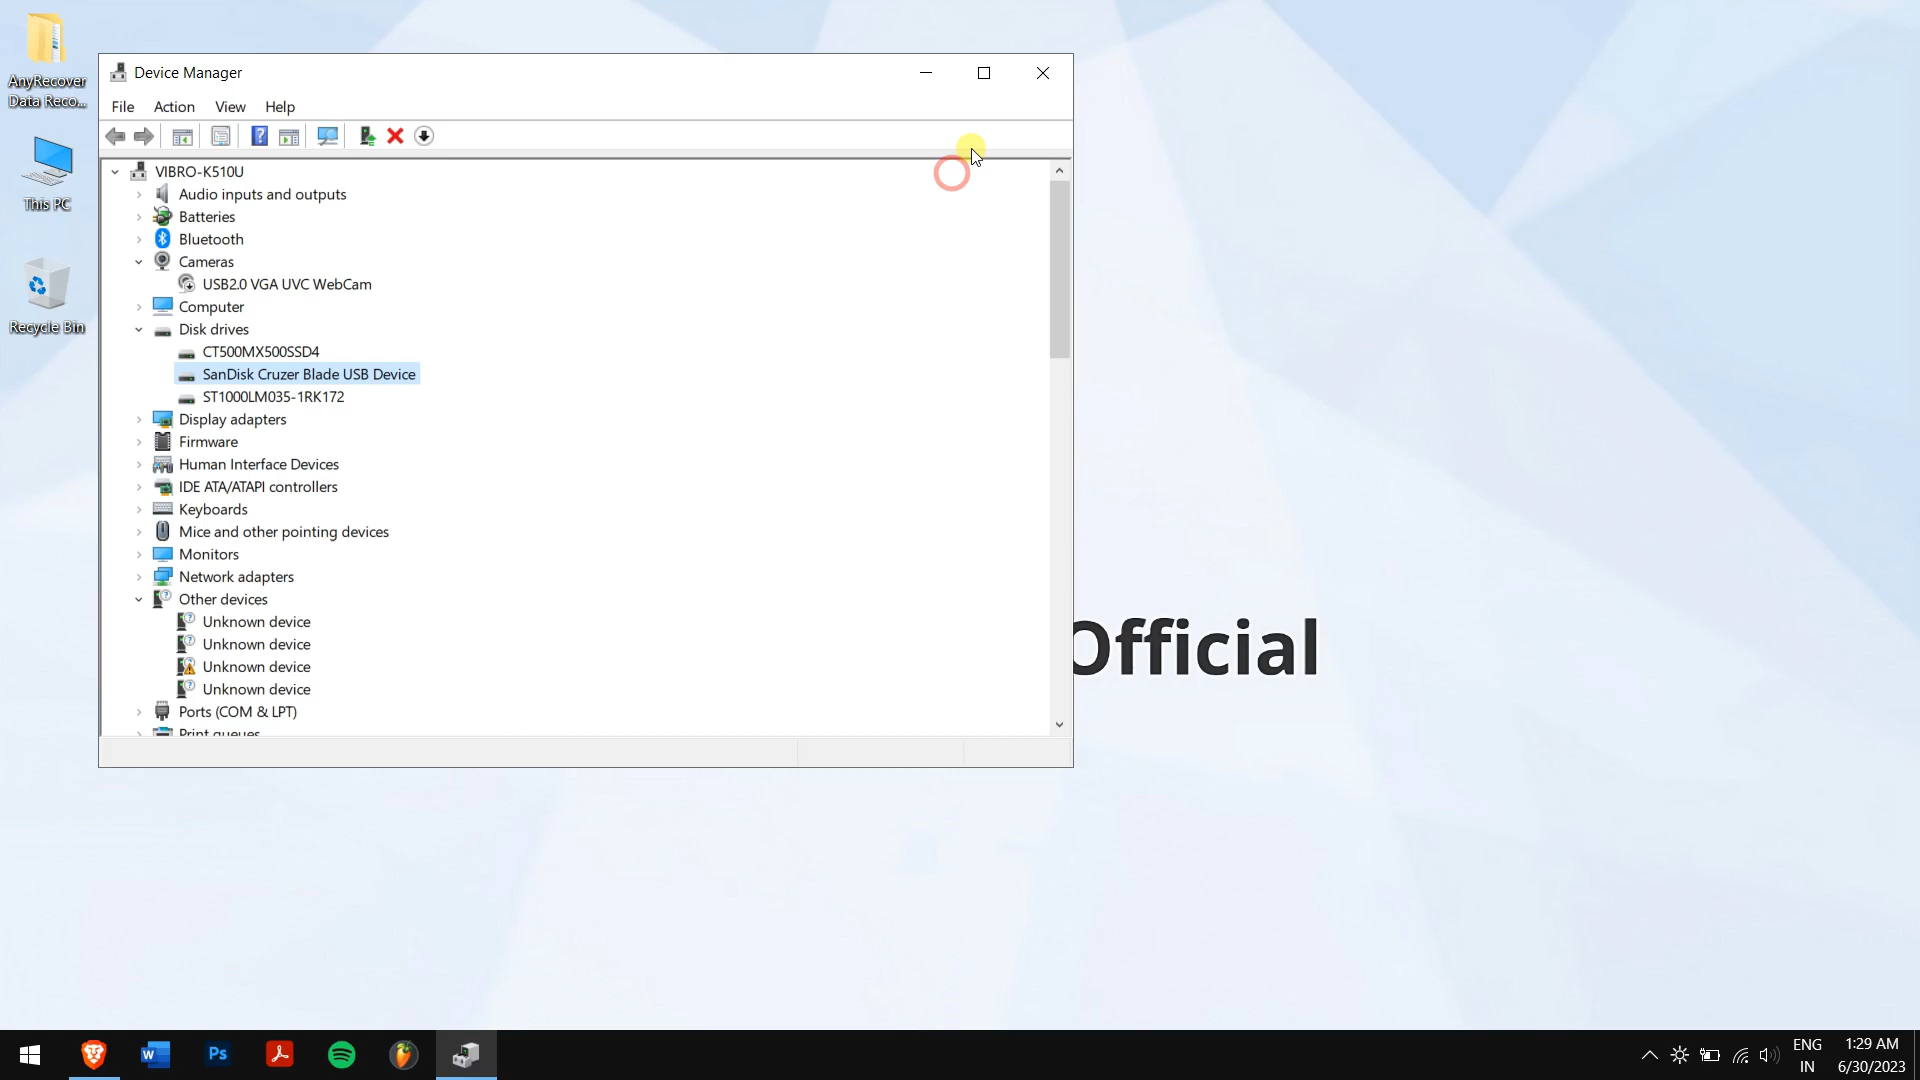 AnyRecover
Data Reco...
This PC
Recycle Bin
Device Manager
File Action View Help
VIBRO-K510U
Audio inputs and outputs
Batteries
Bluetooth
Cameras
USB2.0 VGA UVC WebCam
Computer
Disk drives
CT500MX500SSD4
SanDisk Cruzer Blade USB Device
ST1000LM035-1RK172
Display adapters
Firmware
Human Interface Devices
IDE ATA/ATAPI controllers
Keyboards
Mice and other pointing devices
Monitors
Network adapters
Other devices
Unknown device
Unknown device
Unknown device
Unknown device
Ports (COM & LPT)
Print queues
Official
Ps
ENG
IN
1:29 AM
6/30/2023